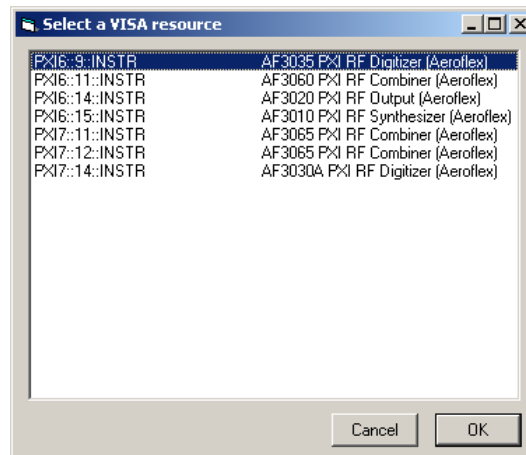 Select a VISA resource
PXI6::9::INSTR AF3035 PXI RF Digitizer (Aeroflex)
PXI6::11::INSTR AF3060 PXI RF Combiner (Aeroflex)
PXI6::14::INSTR AF3020 PXI RF Output (Aeroflex)
PXI6::15::INSTR AF3010 PXI RF Synthesizer (Aeroflex)
PXI7::11::INSTR AF3065 PXI RF Combiner (Aeroflex)
PXI7::12::INSTR AF3065 PXI RF Combiner (Aeroflex)
PXI7::14::INSTR AF3030A PXI RF Digitizer (Aeroflex)
Cancel OK